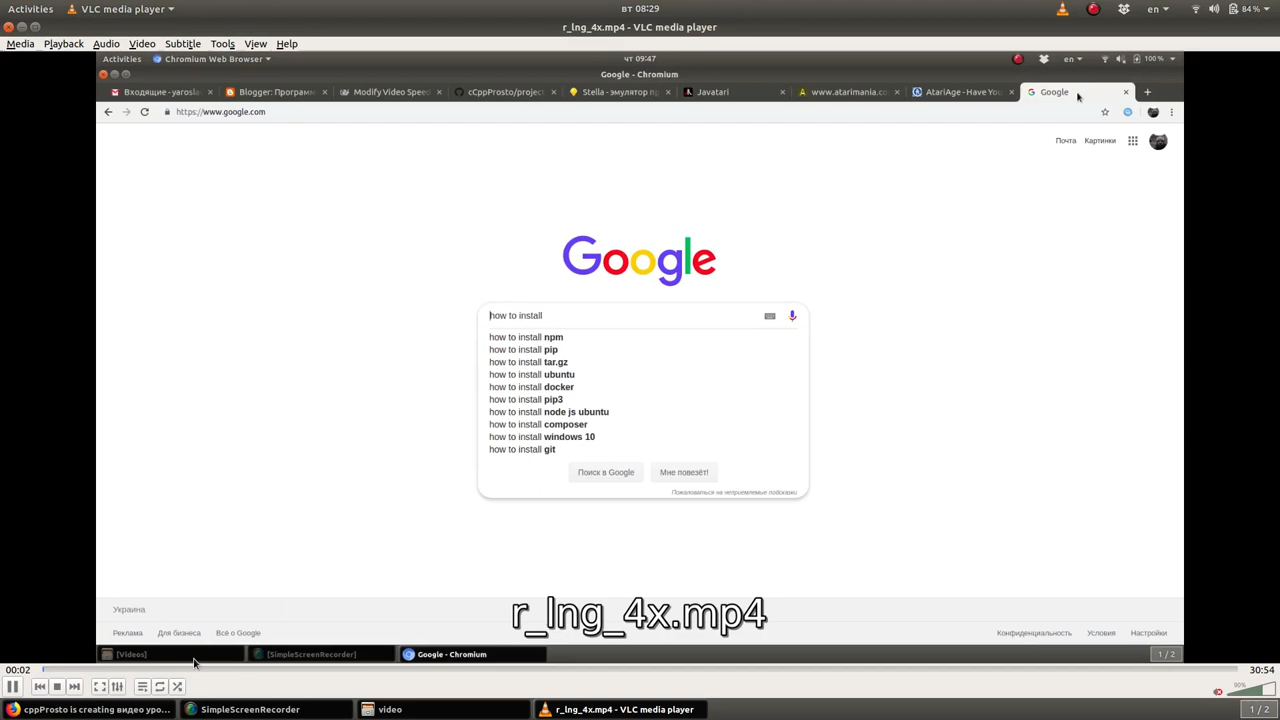 Activities VLC media player вт 08:29 en 84 %
r_lng_4x.mp4 - VLC media player
Media Playback Audio Video Subtitle Tools View Help
Activities Chromium Web Browser чт 09:47 en 100 %
Google - Chromium
Входящие - yarosla Blogger: Программ Modify Video Speed cCppProsto/project Stella - эмулятор пр Javatari www.atarimania.co AtariAge - Have You Google
https://www.google.com
Почта Картинки
Google
how to install
how to install npm
how to install pip
how to install tar.gz
how to install ubuntu
how to install docker
how to install pip3
how to install node js ubuntu
how to install composer
how to install windows 10
how to install git
Поиск в Google Мне повезёт!
Пожаловаться на неприемлемые подсказки
Украина
r_lng_4x.mp4
Реклама Для бизнеса Всё о Google Конфиденциальность Условия Настройки
[Videos] [SimpleScreenRecorder] Google - Chromium 1 / 2
00:02 30:54
90%
cppProsto is creating видео уро... SimpleScreenRecorder video r_lng_4x.mp4 - VLC media player 1 / 2